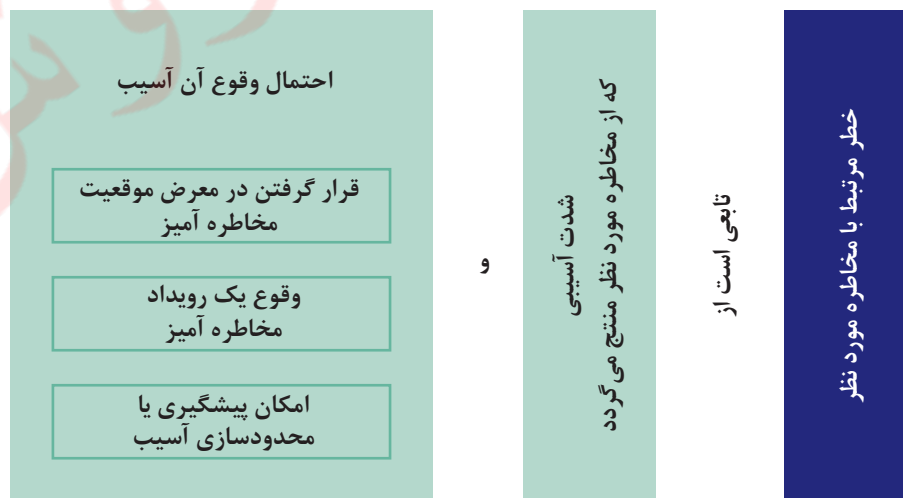 خطر مرتبط با مخاطره مورد نظر
تابعی است از
شدت آسیبی
که از مخاطره مورد نظر منتج می‌گردد
و
احتمال وقوع آن آسیب
قرار گرفتن در معرض موقعیت
مخاطره آمیز
وقوع یک رویداد
مخاطره آمیز
امکان پیشگیری یا
محدودسازی آسیب